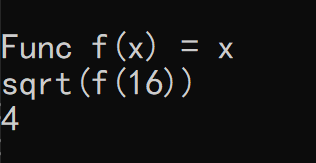 Func f(x) = x
sqrt(f(16))
4